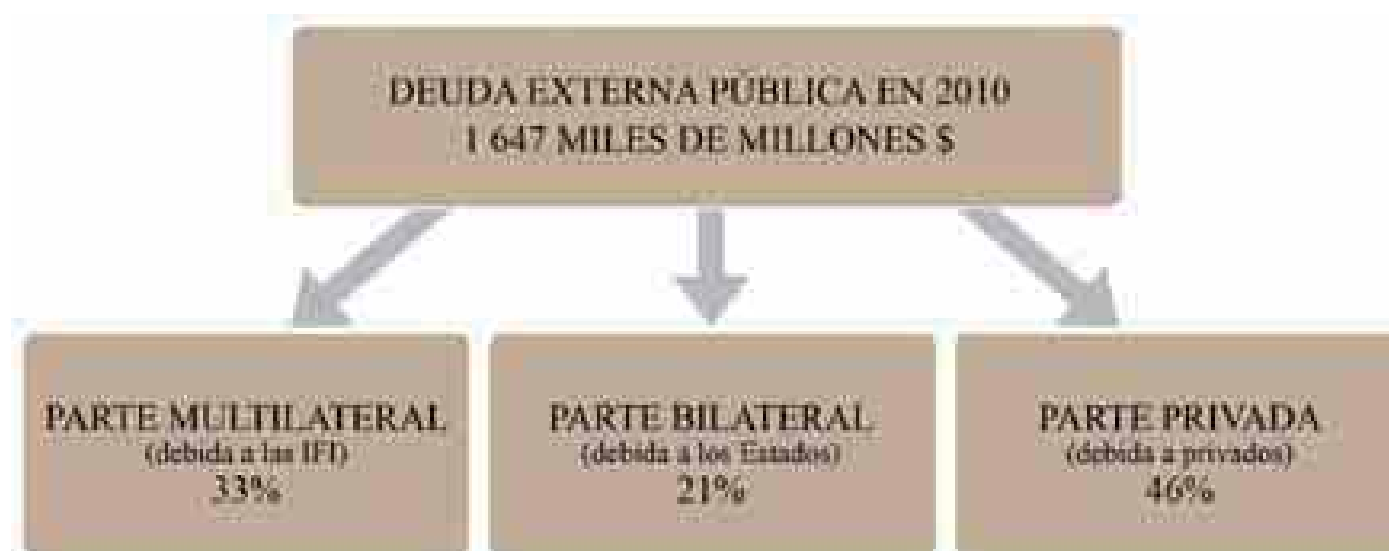 DEUDA EXTERNA PÚBLICA EN 2010
1 647 MILES DE MILLONES $
PARTE MULTILATERAL
(debida a las IFI)
33%
PARTE BILATERAL
(debida a los Estados)
21%
PARTE PRIVADA
(debida a privados)
46%